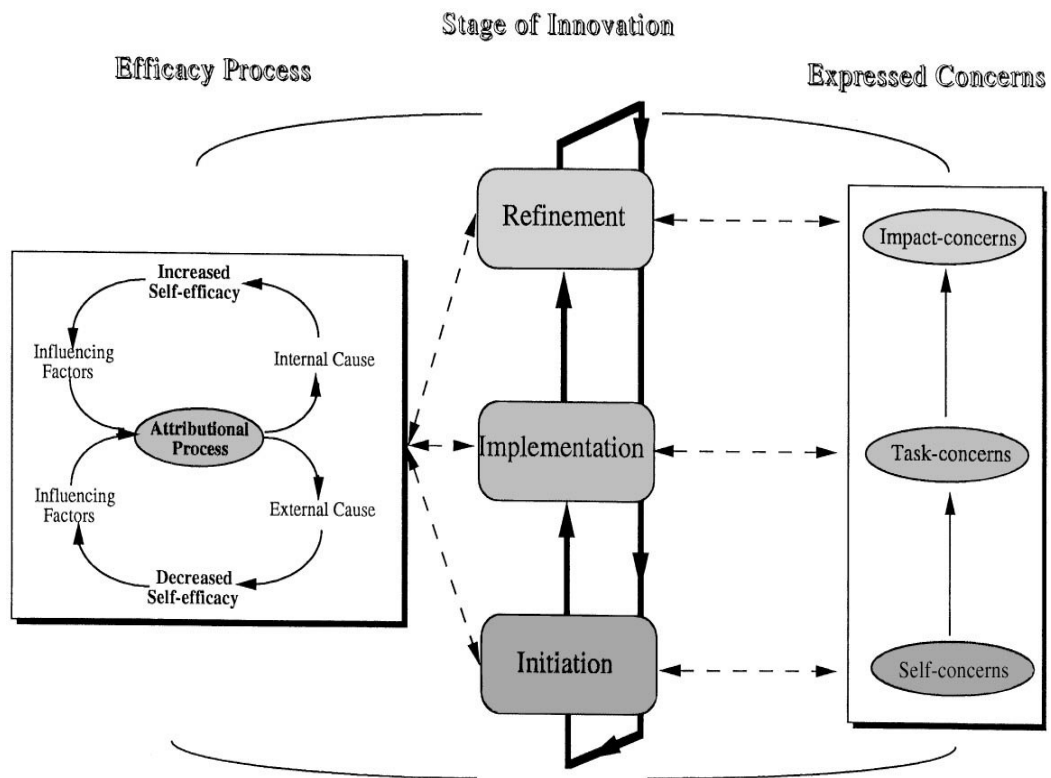 Stage of Innovation
Efficacy Process
Expressed Concerns
Refinement
Impact-concerns
Increased
Self-efficacy
Influencing
Factors
Internal Cause
Attributional
Process
Implementation
Task-concerns
Influencing
Factors
External Cause
Decreased
Self-efficacy
Initiation
Self-concerns